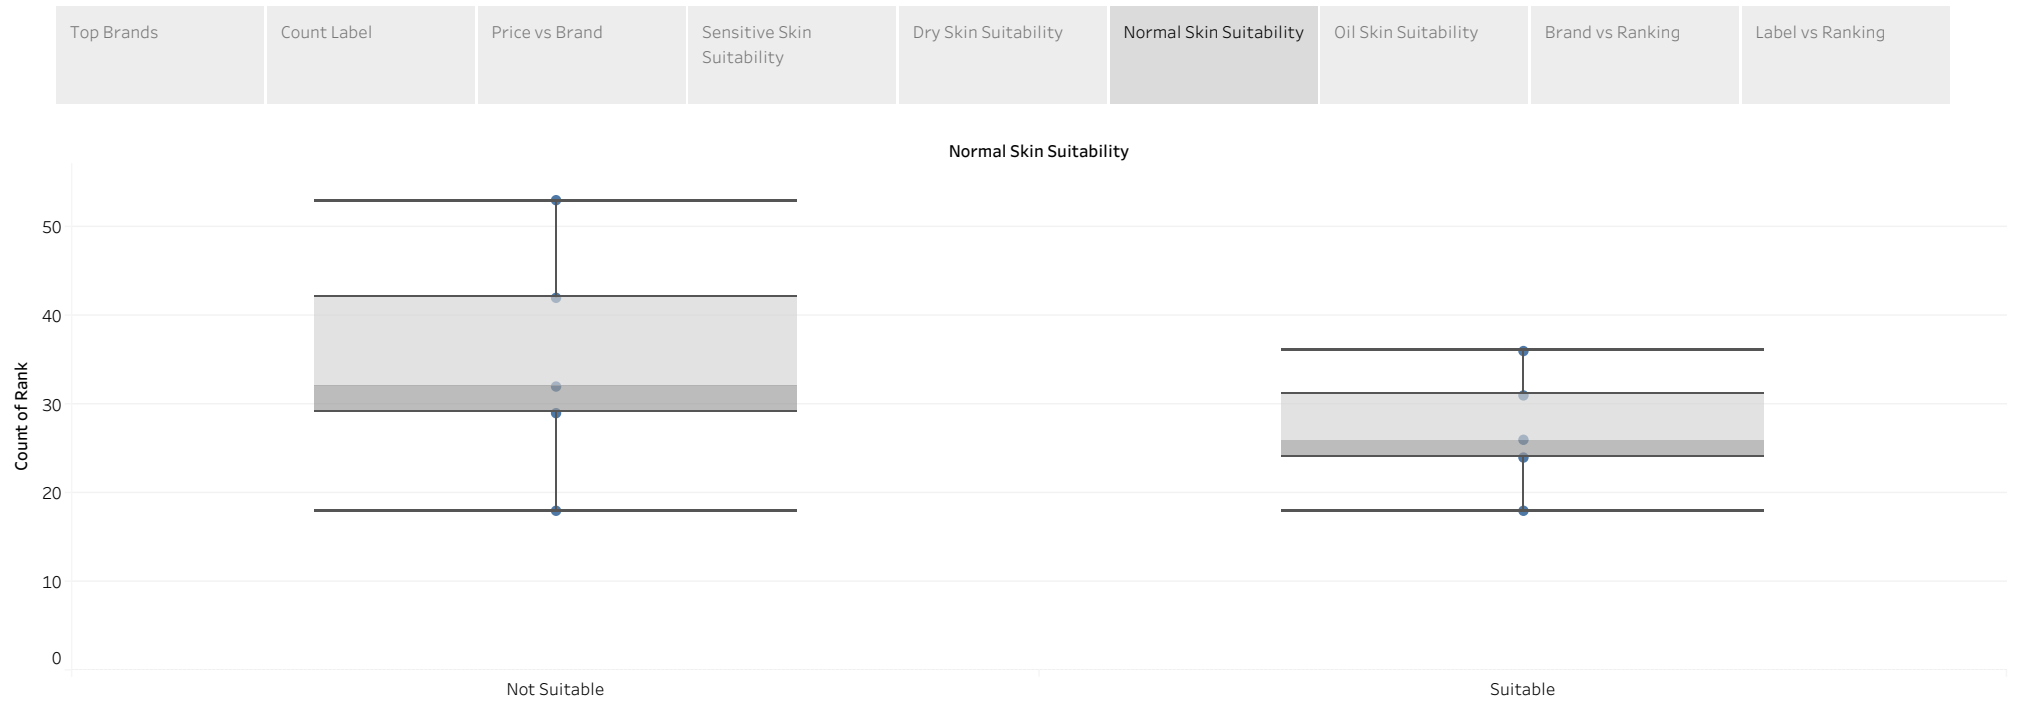 Top Brands
Count Label
Price vs Brand
Sensitive Skin
Suitability
Dry Skin Suitability
Normal Skin Suitability
Oil Skin Suitability
Brand vs Ranking
Label vs Ranking
Normal Skin Suitability
Count of Rank
50
40
30
20
10
0
Not Suitable
Suitable